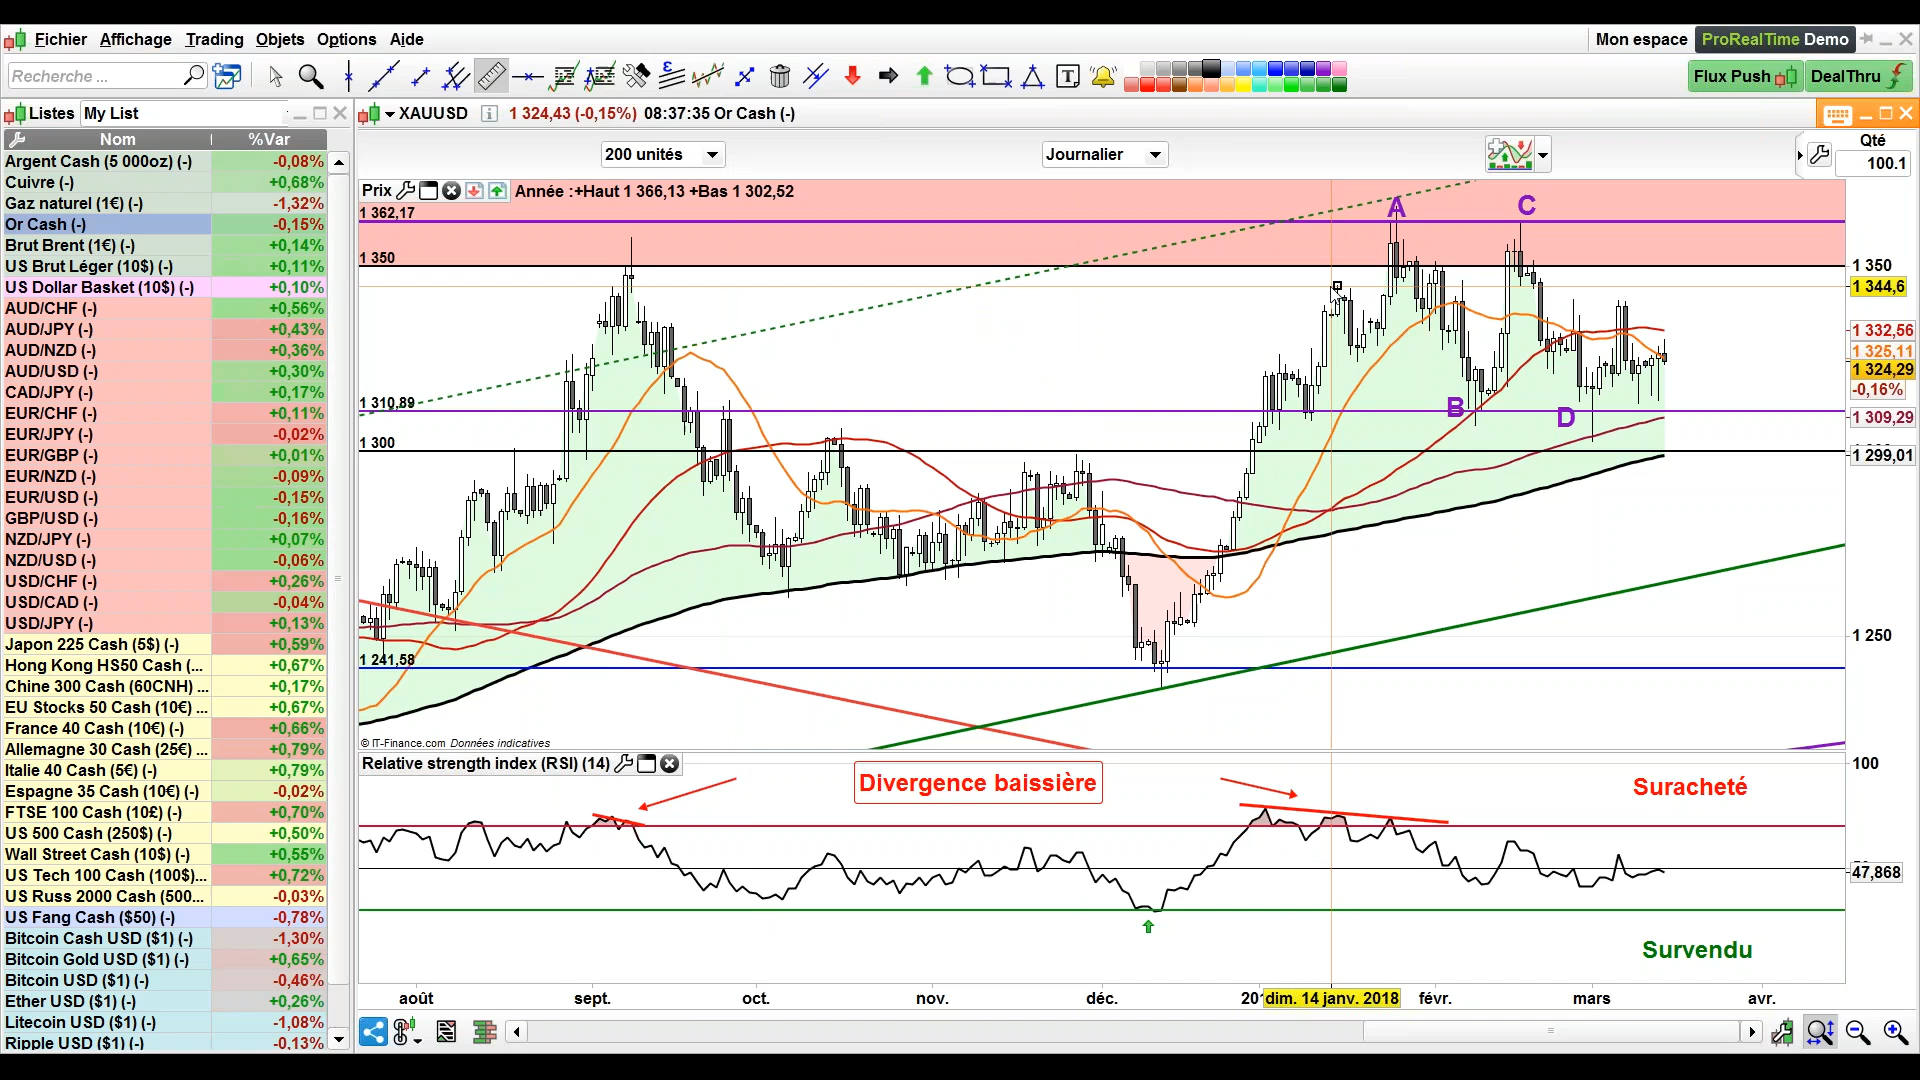 Fichier Affichage Trading Objets Options Aide
Mon espace ProRealTime Demo
Recherche ...
Flux Push DealThru
Listes My List
XAUUSD 1 324,43 (-0,15%) 08:37:35 Or Cash (-)
Nom %Var
200 unités
Journalier
Qté
100.1
Argent Cash (5 000oz) (-) -0,08%
Cuivre (-) +0,68%
Gaz naturel (1€) (-) -1,32%
Or Cash (-) -0,15%
Brut Brent (1€) (-) +0,14%
US Brut Léger (10$) (-) +0,11%
US Dollar Basket (10$) (-) +0,10%
AUD/CHF (-) +0,56%
AUD/JPY (-) +0,43%
AUD/NZD (-) +0,36%
AUD/USD (-) +0,30%
CAD/JPY (-) +0,17%
EUR/CHF (-) +0,11%
EUR/JPY (-) -0,02%
EUR/GBP (-) +0,01%
EUR/NZD (-) -0,09%
EUR/USD (-) -0,15%
GBP/USD (-) -0,16%
NZD/JPY (-) +0,07%
NZD/USD (-) -0,06%
USD/CHF (-) +0,26%
USD/CAD (-) -0,04%
USD/JPY (-) +0,13%
Japon 225 Cash (5$) (-) +0,59%
Hong Kong HS50 Cash (... +0,67%
Chine 300 Cash (60CNH) ... +0,17%
EU Stocks 50 Cash (10€) ... +0,67%
France 40 Cash (10€) (-) +0,66%
Allemagne 30 Cash (25€) ... +0,79%
Italie 40 Cash (5€) (-) +0,79%
Espagne 35 Cash (10€) (-) -0,02%
FTSE 100 Cash (10£) (-) +0,70%
US 500 Cash (250$) (-) +0,50%
Wall Street Cash (10$) (-) +0,55%
US Tech 100 Cash (100$)... +0,72%
US Russ 2000 Cash (500... -0,03%
US Fang Cash ($50) (-) -0,78%
Bitcoin Cash USD ($1) (-) -1,30%
Bitcoin Gold USD ($1) (-) +0,65%
Bitcoin USD ($1) (-) -0,46%
Ether USD ($1) (-) +0,26%
Litecoin USD ($1) (-) -1,08%
Ripple USD ($1) (-) -0,13%
Prix Année :+Haut 1 366,13 +Bas 1 302,52
1 362,17
A
C
1 350
1 350
1 344,6
1 332,56
1 325,11
1 324,29
-0,16%
1 310,89
B
D
1 309,29
1 300
1 299,01
1 250
1 241,58
© IT-Finance.com Données indicatives
Relative strength index (RSI) (14)
100
Divergence baissière
Suracheté
47,868
Survendu
août sept. oct. nov. déc. 201 dim. 14 janv. 2018 févr. mars avr.